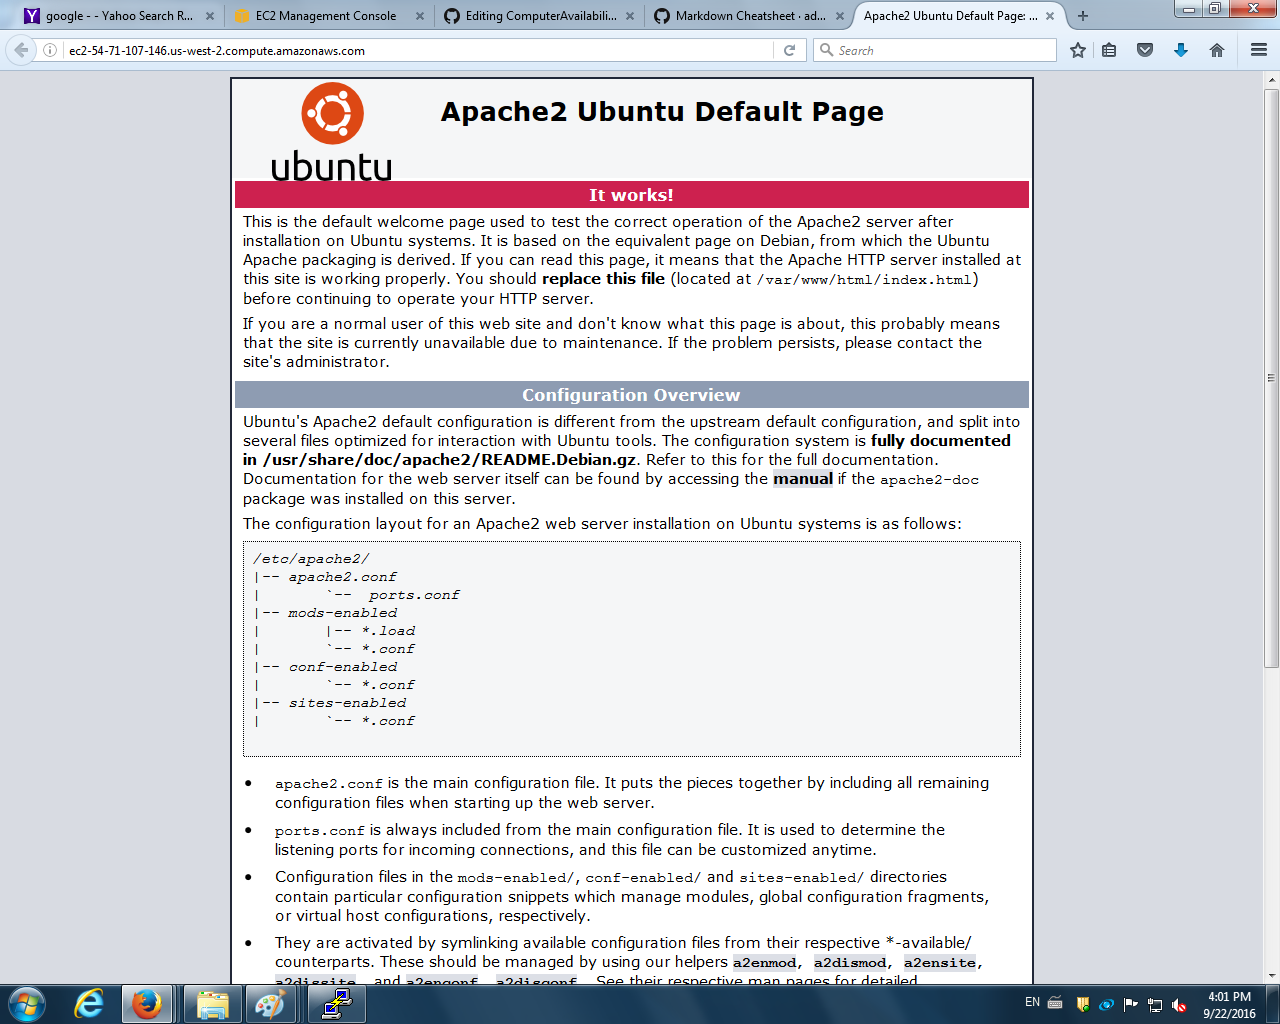 google - - Yahoo Search R...
EC2 Management Console
Editing ComputerAvailabili...
Markdown Cheatsheet · ad...
Apache2 Ubuntu Default Page: ...
ec2-54-71-107-146.us-west-2.compute.amazonaws.com
Search
ubuntu
Apache2 Ubuntu Default Page
It works!
This is the default welcome page used to test the correct operation of the Apache2 server after
installation on Ubuntu systems. It is based on the equivalent page on Debian, from which the Ubuntu
Apache packaging is derived. If you can read this page, it means that the Apache HTTP server installed at
this site is working properly. You should replace this file (located at /var/www/html/index.html)
before continuing to operate your HTTP server.
If you are a normal user of this web site and don't know what this page is about, this probably means
that the site is currently unavailable due to maintenance. If the problem persists, please contact the
site's administrator.
Configuration Overview
Ubuntu's Apache2 default configuration is different from the upstream default configuration, and split into
several files optimized for interaction with Ubuntu tools. The configuration system is fully documented
in /usr/share/doc/apache2/README.Debian.gz. Refer to this for the full documentation.
Documentation for the web server itself can be found by accessing the manual if the apache2-doc
package was installed on this server.
The configuration layout for an Apache2 web server installation on Ubuntu systems is as follows:
/etc/apache2/
|-- apache2.conf
|       `--  ports.conf
|-- mods-enabled
|       |-- *.load
|       `-- *.conf
|-- conf-enabled
|       `-- *.conf
|-- sites-enabled
|       `-- *.conf
• apache2.conf is the main configuration file. It puts the pieces together by including all remaining
configuration files when starting up the web server.
• ports.conf is always included from the main configuration file. It is used to determine the
listening ports for incoming connections, and this file can be customized anytime.
• Configuration files in the mods-enabled/, conf-enabled/ and sites-enabled/ directories
contain particular configuration snippets which manage modules, global configuration fragments,
or virtual host configurations, respectively.
• They are activated by symlinking available configuration files from their respective *-available/
counterparts. These should be managed by using our helpers a2enmod, a2dismod, a2ensite,
a2dissite, and a2enconf, a2disconf . See their respective man pages for detailed
EN
4:01 PM
9/22/2016